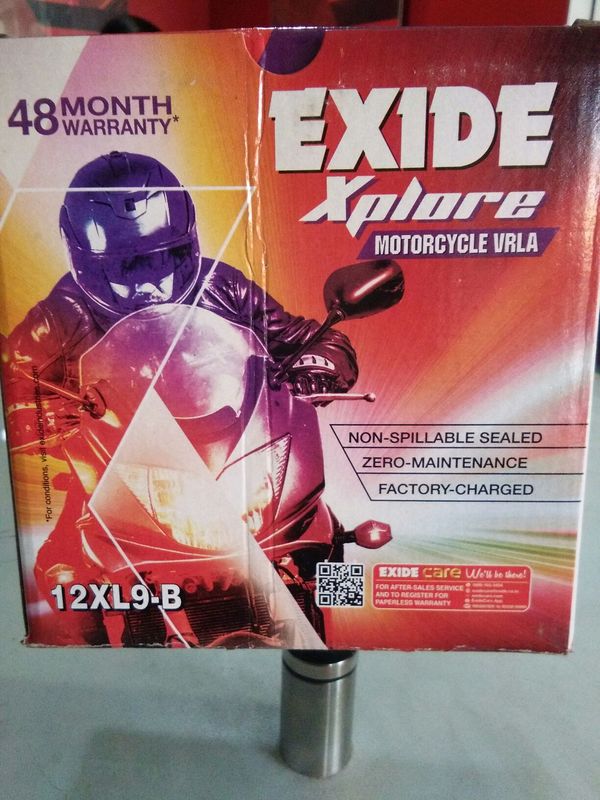 48 MONTH
WARRANTY*
EXIDE
Xplore
MOTORCYCLE VRLA
NON-SPILLABLE SEALED
ZERO-MAINTENANCE
FACTORY-CHARGED
*For conditions, visit
12XL9-B
EXIDE care We'll be there!
FOR AFTER-SALES SERVICE
AND TO REGISTER FOR
PAPERLESS WARRANTY